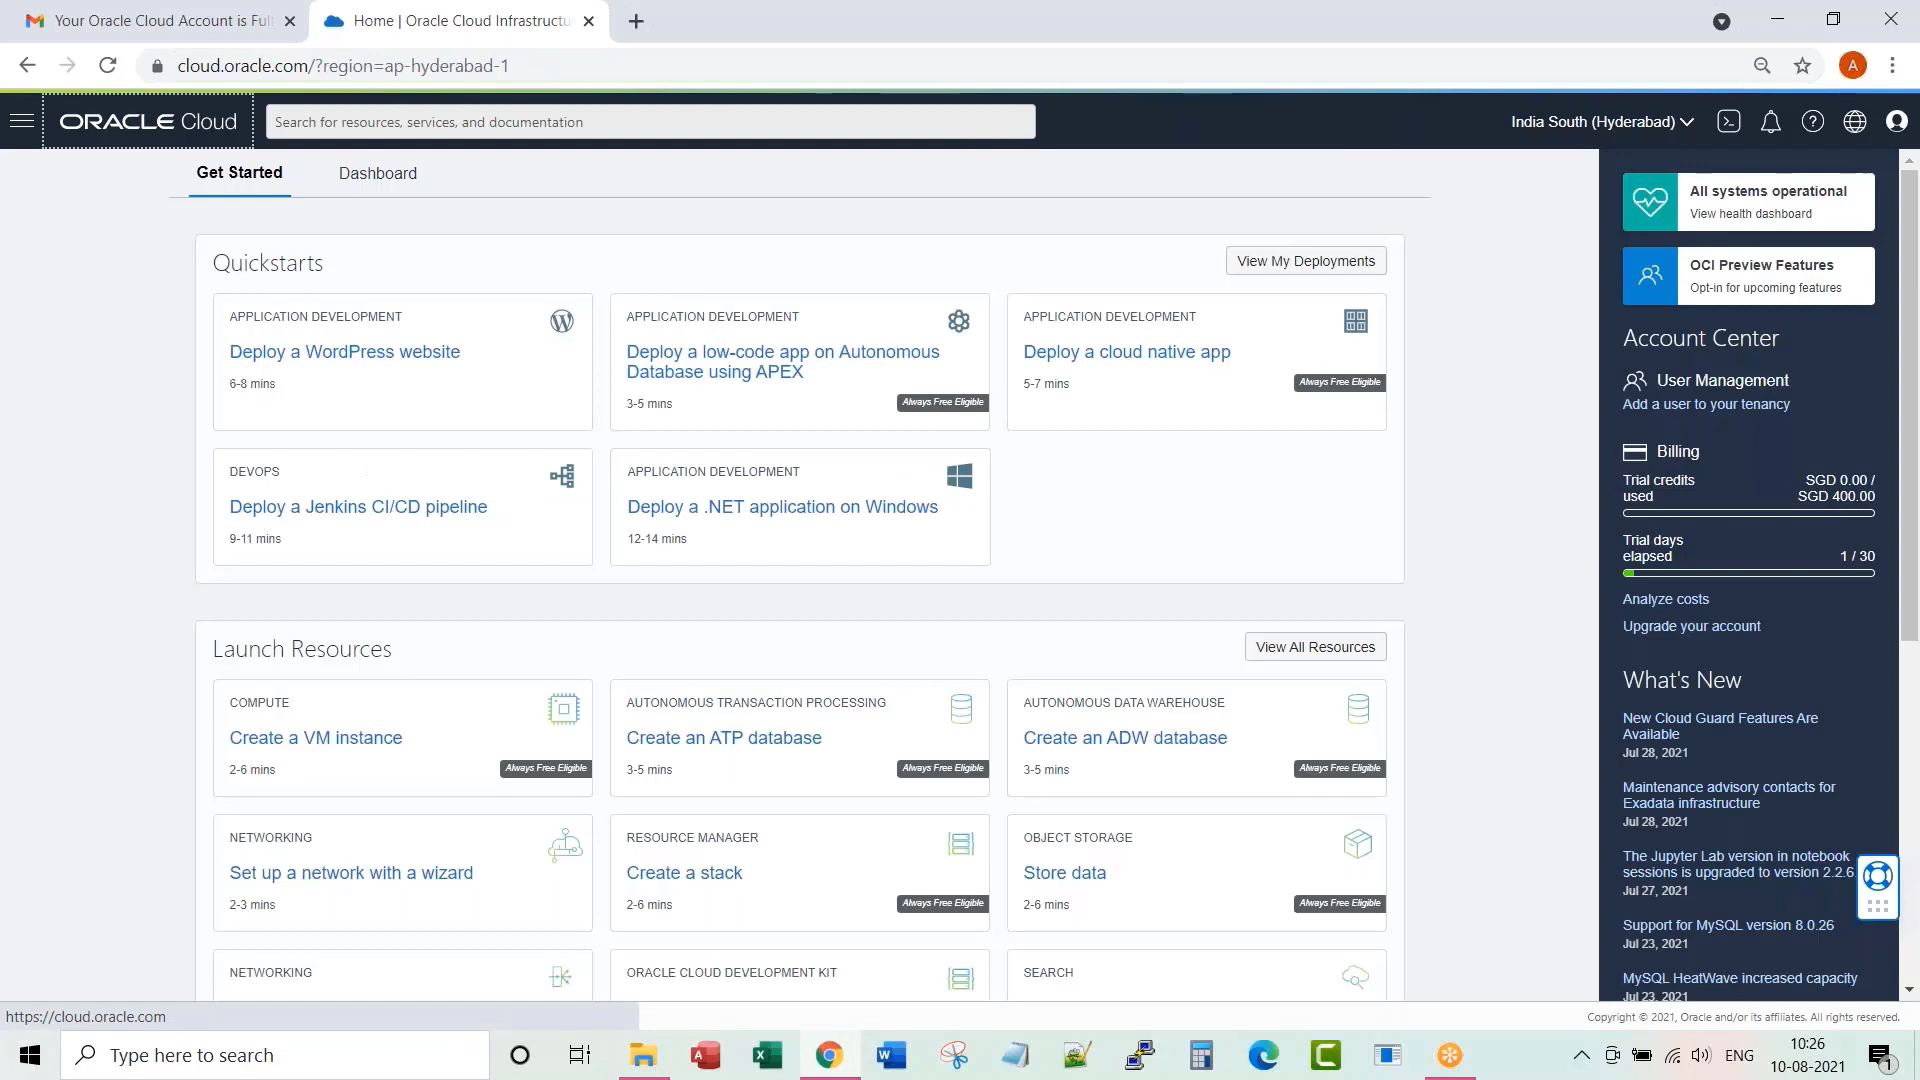 Your Oracle Cloud Account is Ful
Home | Oracle Cloud Infrastructu
cloud.oracle.com/?region=ap-hyderabad-1
A
ORACLE Cloud
Search for resources, services, and documentation
India South (Hyderabad)
Get Started
Dashboard
Quickstarts
View My Deployments
APPLICATION DEVELOPMENT
Deploy a WordPress website
6-8 mins
APPLICATION DEVELOPMENT
Deploy a low-code app on Autonomous
Database using APEX
3-5 mins
Always Free Eligible
APPLICATION DEVELOPMENT
Deploy a cloud native app
5-7 mins
Always Free Eligible
DEVOPS
Deploy a Jenkins CI/CD pipeline
9-11 mins
APPLICATION DEVELOPMENT
Deploy a .NET application on Windows
12-14 mins
Launch Resources
View All Resources
COMPUTE
Create a VM instance
2-6 mins
Always Free Eligible
AUTONOMOUS TRANSACTION PROCESSING
Create an ATP database
3-5 mins
Always Free Eligible
AUTONOMOUS DATA WAREHOUSE
Create an ADW database
3-5 mins
Always Free Eligible
NETWORKING
Set up a network with a wizard
2-3 mins
RESOURCE MANAGER
Create a stack
2-6 mins
Always Free Eligible
OBJECT STORAGE
Store data
2-6 mins
Always Free Eligible
NETWORKING
ORACLE CLOUD DEVELOPMENT KIT
SEARCH
All systems operational
View health dashboard
OCI Preview Features
Opt-in for upcoming features
Account Center
User Management
Add a user to your tenancy
Billing
Trial credits
used
SGD 0.00 /
SGD 400.00
Trial days
elapsed
1 / 30
Analyze costs
Upgrade your account
What's New
New Cloud Guard Features Are
Available
Jul 28, 2021
Maintenance advisory contacts for
Exadata infrastructure
Jul 28, 2021
The Jupyter Lab version in notebook
sessions is upgraded to version 2.2.6
Jul 27, 2021
Support for MySQL version 8.0.26
Jul 23, 2021
MySQL HeatWave increased capacity
Jul 23, 2021
https://cloud.oracle.com
Copyright © 2021, Oracle and/or its affiliates. All rights reserved.
Type here to search
ENG
10:26
10-08-2021
1